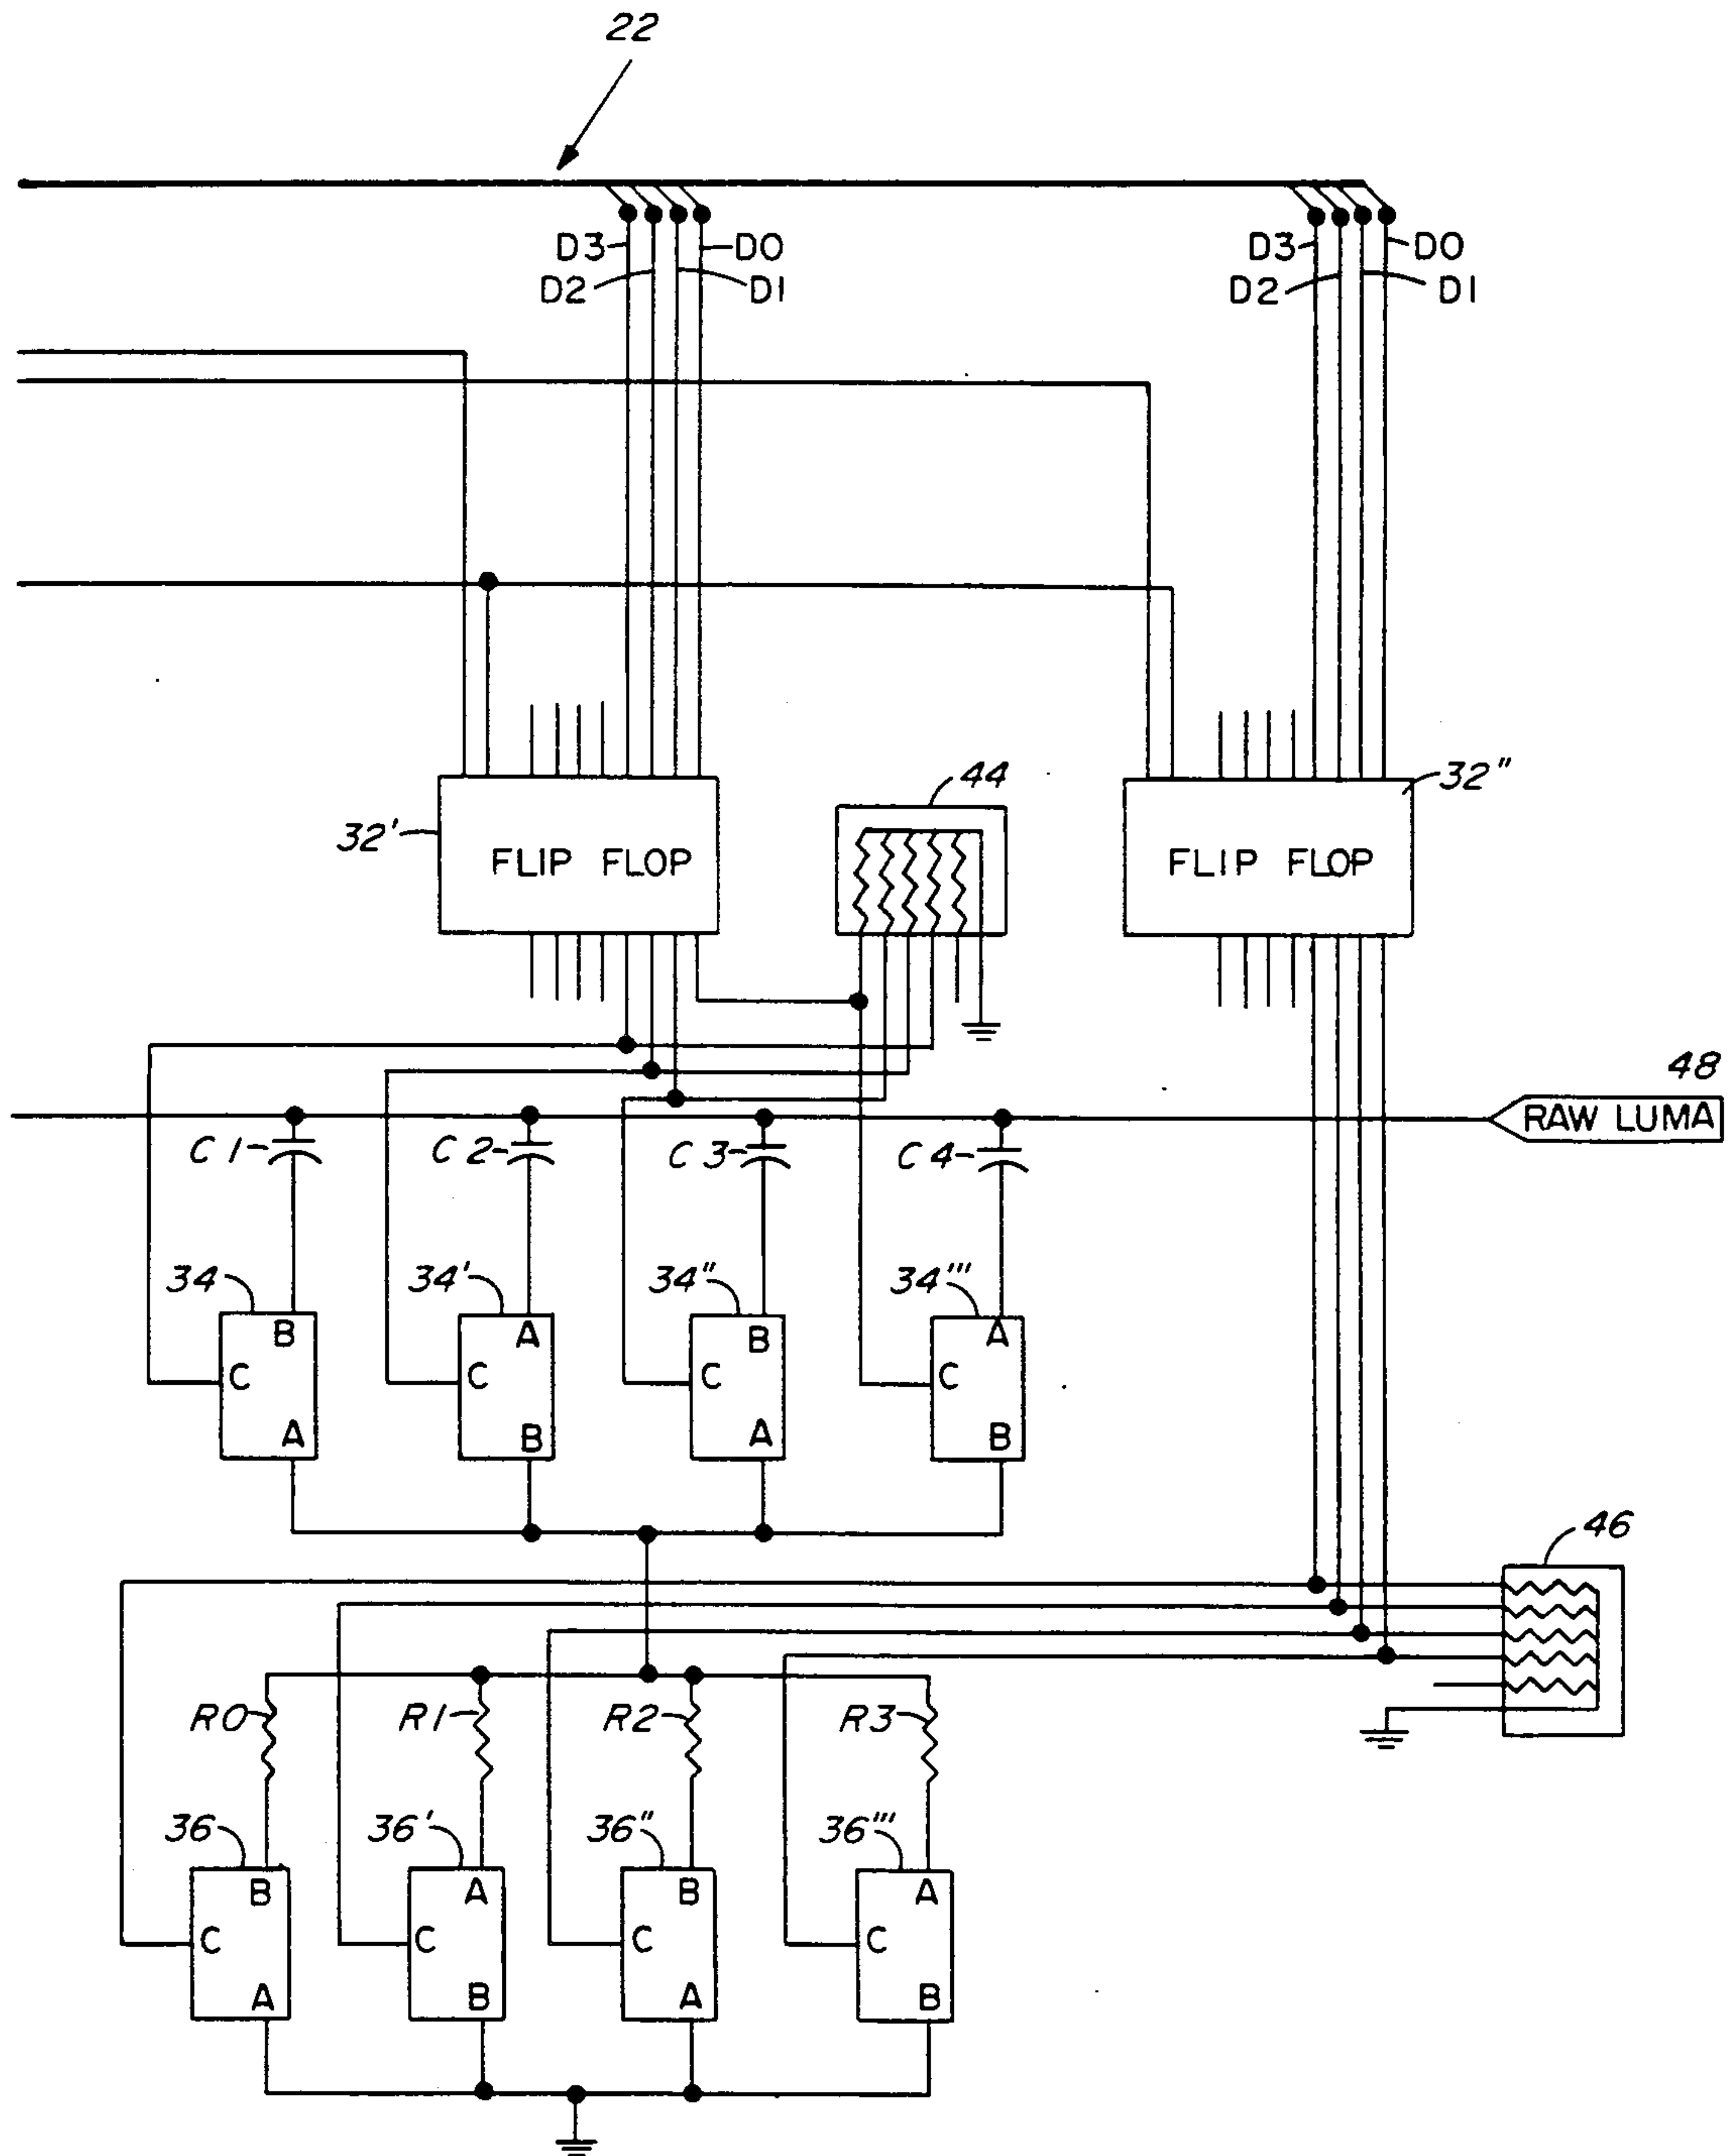 22
D3 D0 D3 D0
D2 D1 D2 D1
44 32"
32' FLIP FLOP FLIP FLOP
48
RAW LUMA
C1 C2 C3 C4
34 34' 34" 34'''
B A B A
C C C C
A B A B
46
R0 R1 R2 R3
36 36' 36" 36'''
B A B A
C C C C
A B A B